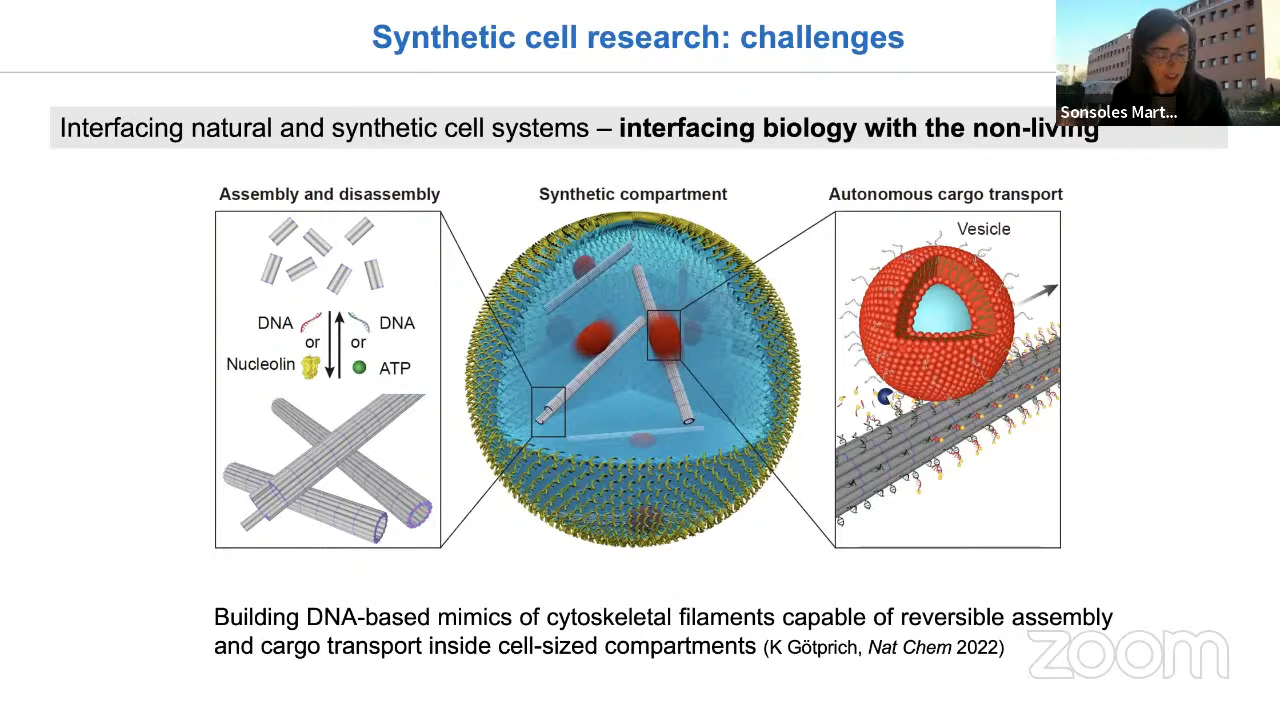 Synthetic cell research: challenges
Sonsoles Mart...
Interfacing natural and synthetic cell systems – interfacing biology with the non-living
Assembly and disassembly
Synthetic compartment
Autonomous cargo transport
Vesicle
DNA
DNA
or
or
Nucleolin
ATP
Building DNA-based mimics of cytoskeletal filaments capable of reversible assembly
and cargo transport inside cell-sized compartments (K Götprich, Nat Chem 2022)
zoom